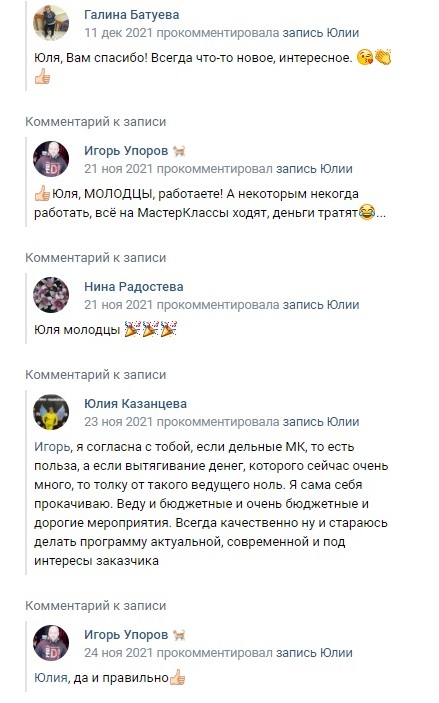 Галина Батуева
11 дек 2021 прокомментировала запись Юлии
Юля, Вам спасибо! Всегда что-то новое, интересное. 😘👏
👍🏼
Комментарий к записи
Игорь Упоров 🐈
21 ноя 2021 прокомментировала запись Юлии
👍🏼Юля, МОЛОДЦЫ, работаете! А некоторым некогда
работать, всё на МастерКлассы ходят, деньги тратят😂...
Комментарий к записи
Нина Радостева
21 ноя 2021 прокомментировала запись Юлии
Юля молодцы 🎉🎉🎉
Комментарий к записи
Юлия Казанцева
23 ноя 2021 прокомментировала запись Юлии
Игорь, я согласна с тобой, если дельные МК, то есть
польза, а если вытягивание денег, которого сейчас очень
много, то толку от такого ведущего ноль. Я сама себя
прокачиваю. Веду и бюджетные и очень бюджетные и
дорогие мероприятия. Всегда качественно ну и стараюсь
делать программу актуальной, современной и под
интересы заказчика
Комментарий к записи
Игорь Упоров 🐈
24 ноя 2021 прокомментировала запись Юлии
Юлия, да и правильно👍🏼